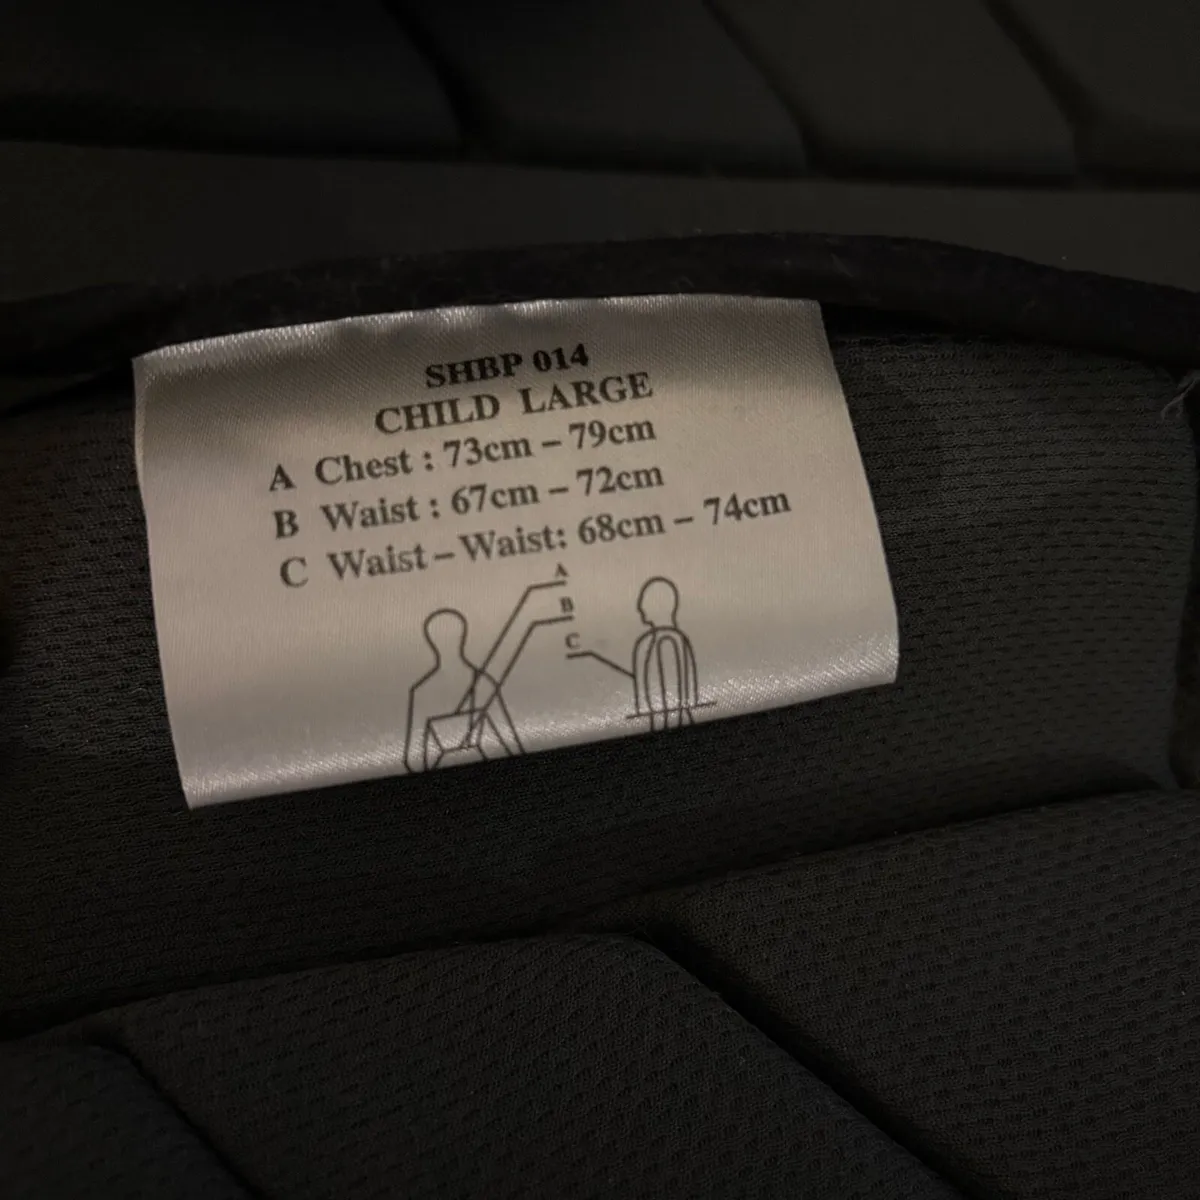 SHBP 014
CHILD LARGE
A Chest : 73cm – 79cm
B Waist : 67cm – 72cm
C Waist – Waist: 68cm – 74cm
A
B
C